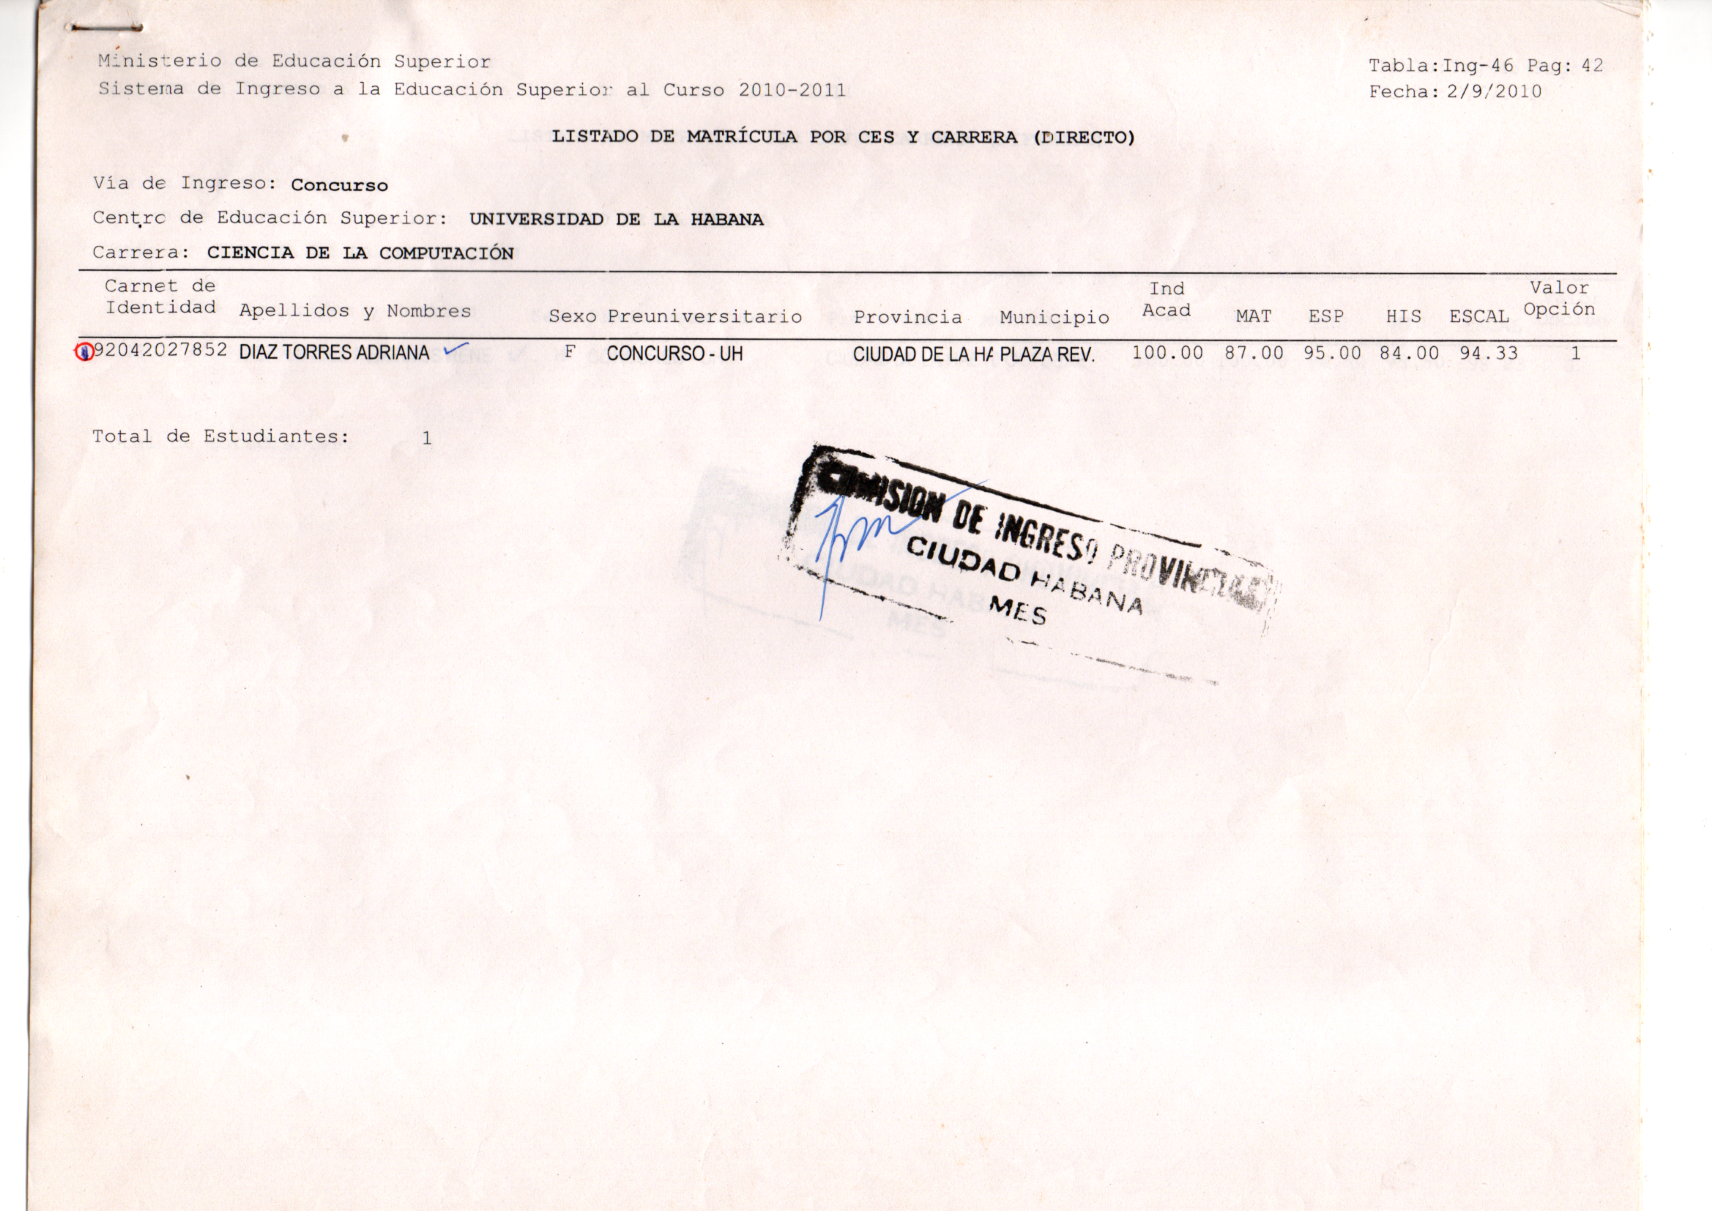 Ministerio de Educación Superior
Tabla: Ing-46 Pag: 42
Sistema de Ingreso a la Educación Superior al Curso 2010-2011
Fecha: 2/9/2010
LISTADO DE MATRÍCULA POR CES Y CARRERA (DIRECTO)
Vía de Ingreso: Concurso
Centro de Educación Superior: UNIVERSIDAD DE LA HABANA
Carrera: CIENCIA DE LA COMPUTACIÓN
Carnet de Identidad Apellidos y Nombres Sexo Preuniversitario Provincia Municipio Ind Acad MAT ESP HIS ESCAL Valor Opción
92042027852 DIAZ TORRES ADRIANA F CONCURSO - UH CIUDAD DE LA HA PLAZA REV. 100.00 87.00 95.00 84.00 94.33 1
Total de Estudiantes: 1
COMISION DE INGRESO PROVINCIAL
CIUDAD HABANA
MES